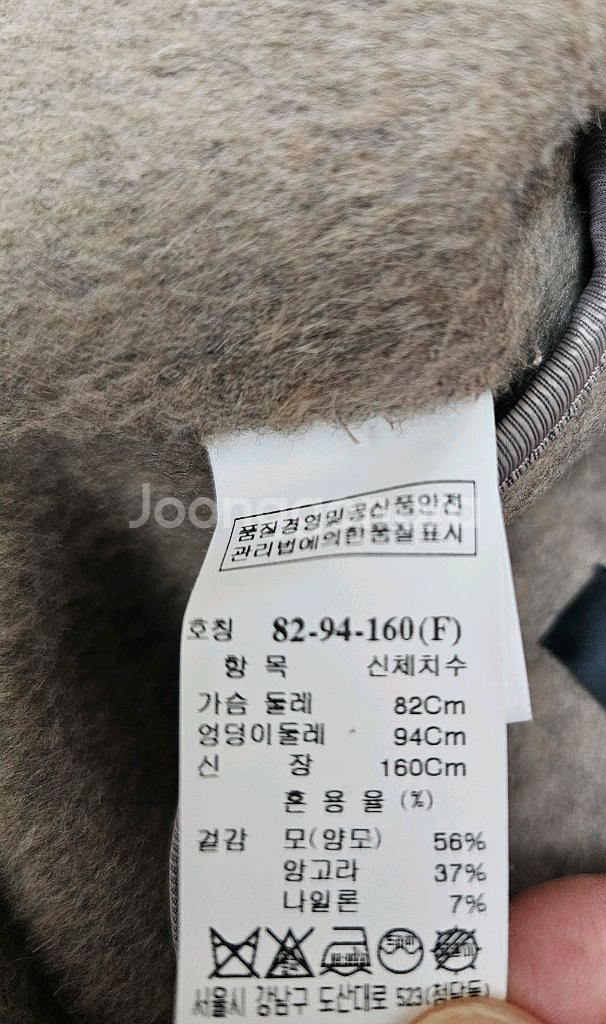 품질경영및공산품안전
관리법에의한품질표시
호칭 82-94-160(F)
항 목 신체치수
가슴 둘레 82Cm
엉덩이둘레 94Cm
신 장 160Cm
혼 용 율 (%)
겉감 모(양모) 56%
앙고라 37%
나일론 7%
서울시 강남구 도산대로 523(청담동)